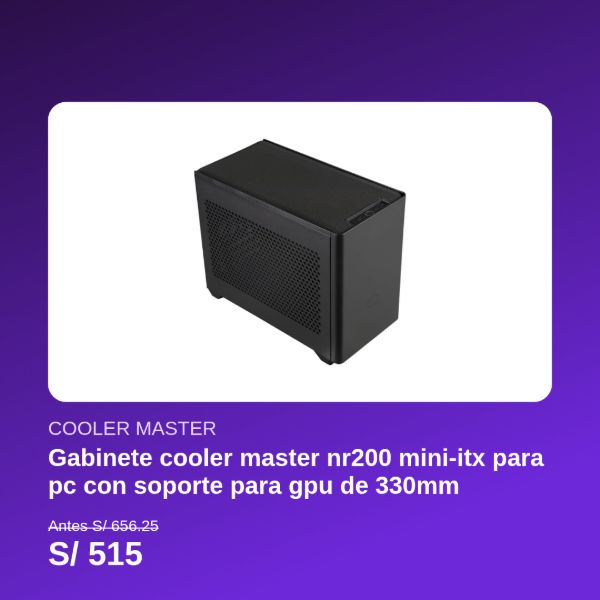 COOLER MASTER
Gabinete cooler master nr200 mini-itx para
pc con soporte para gpu de 330mm
Antes S/ 656.25
S/ 515